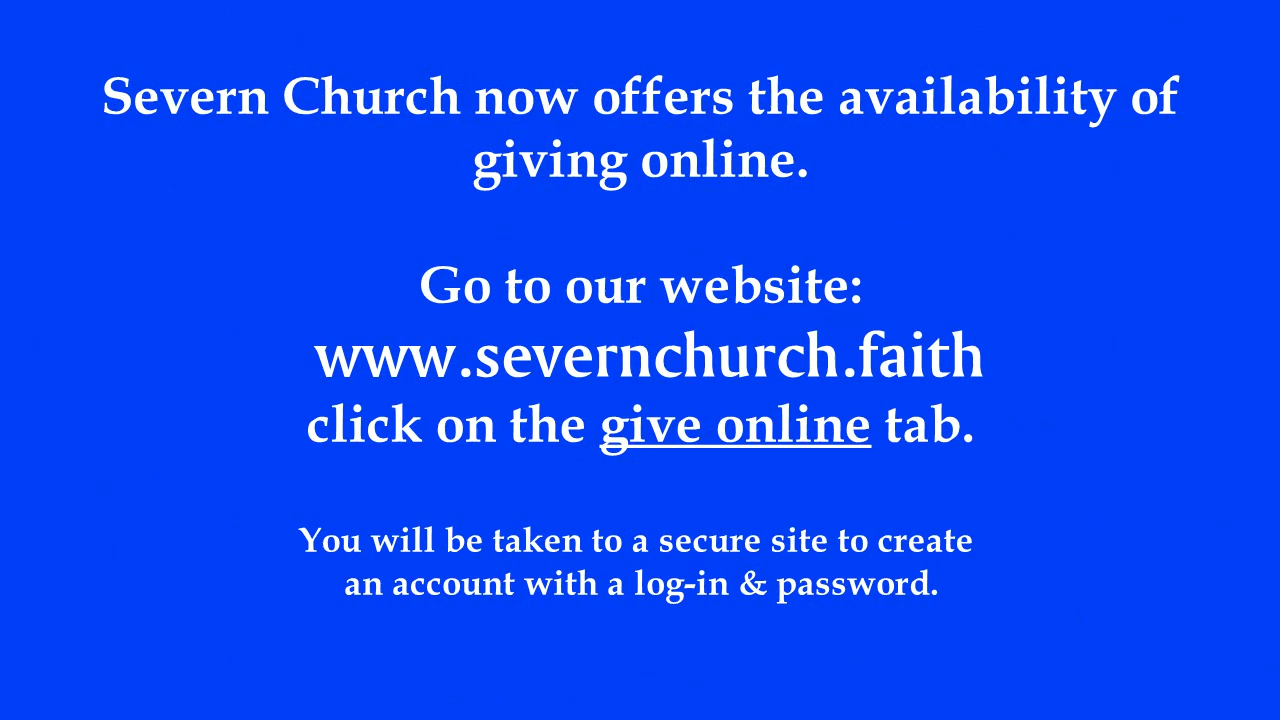 Severn Church now offers the availability of
giving online.
Go to our website:
www.severnchurch.faith
click on the give online tab.
You will be taken to a secure site to create
an account with a log-in & password.